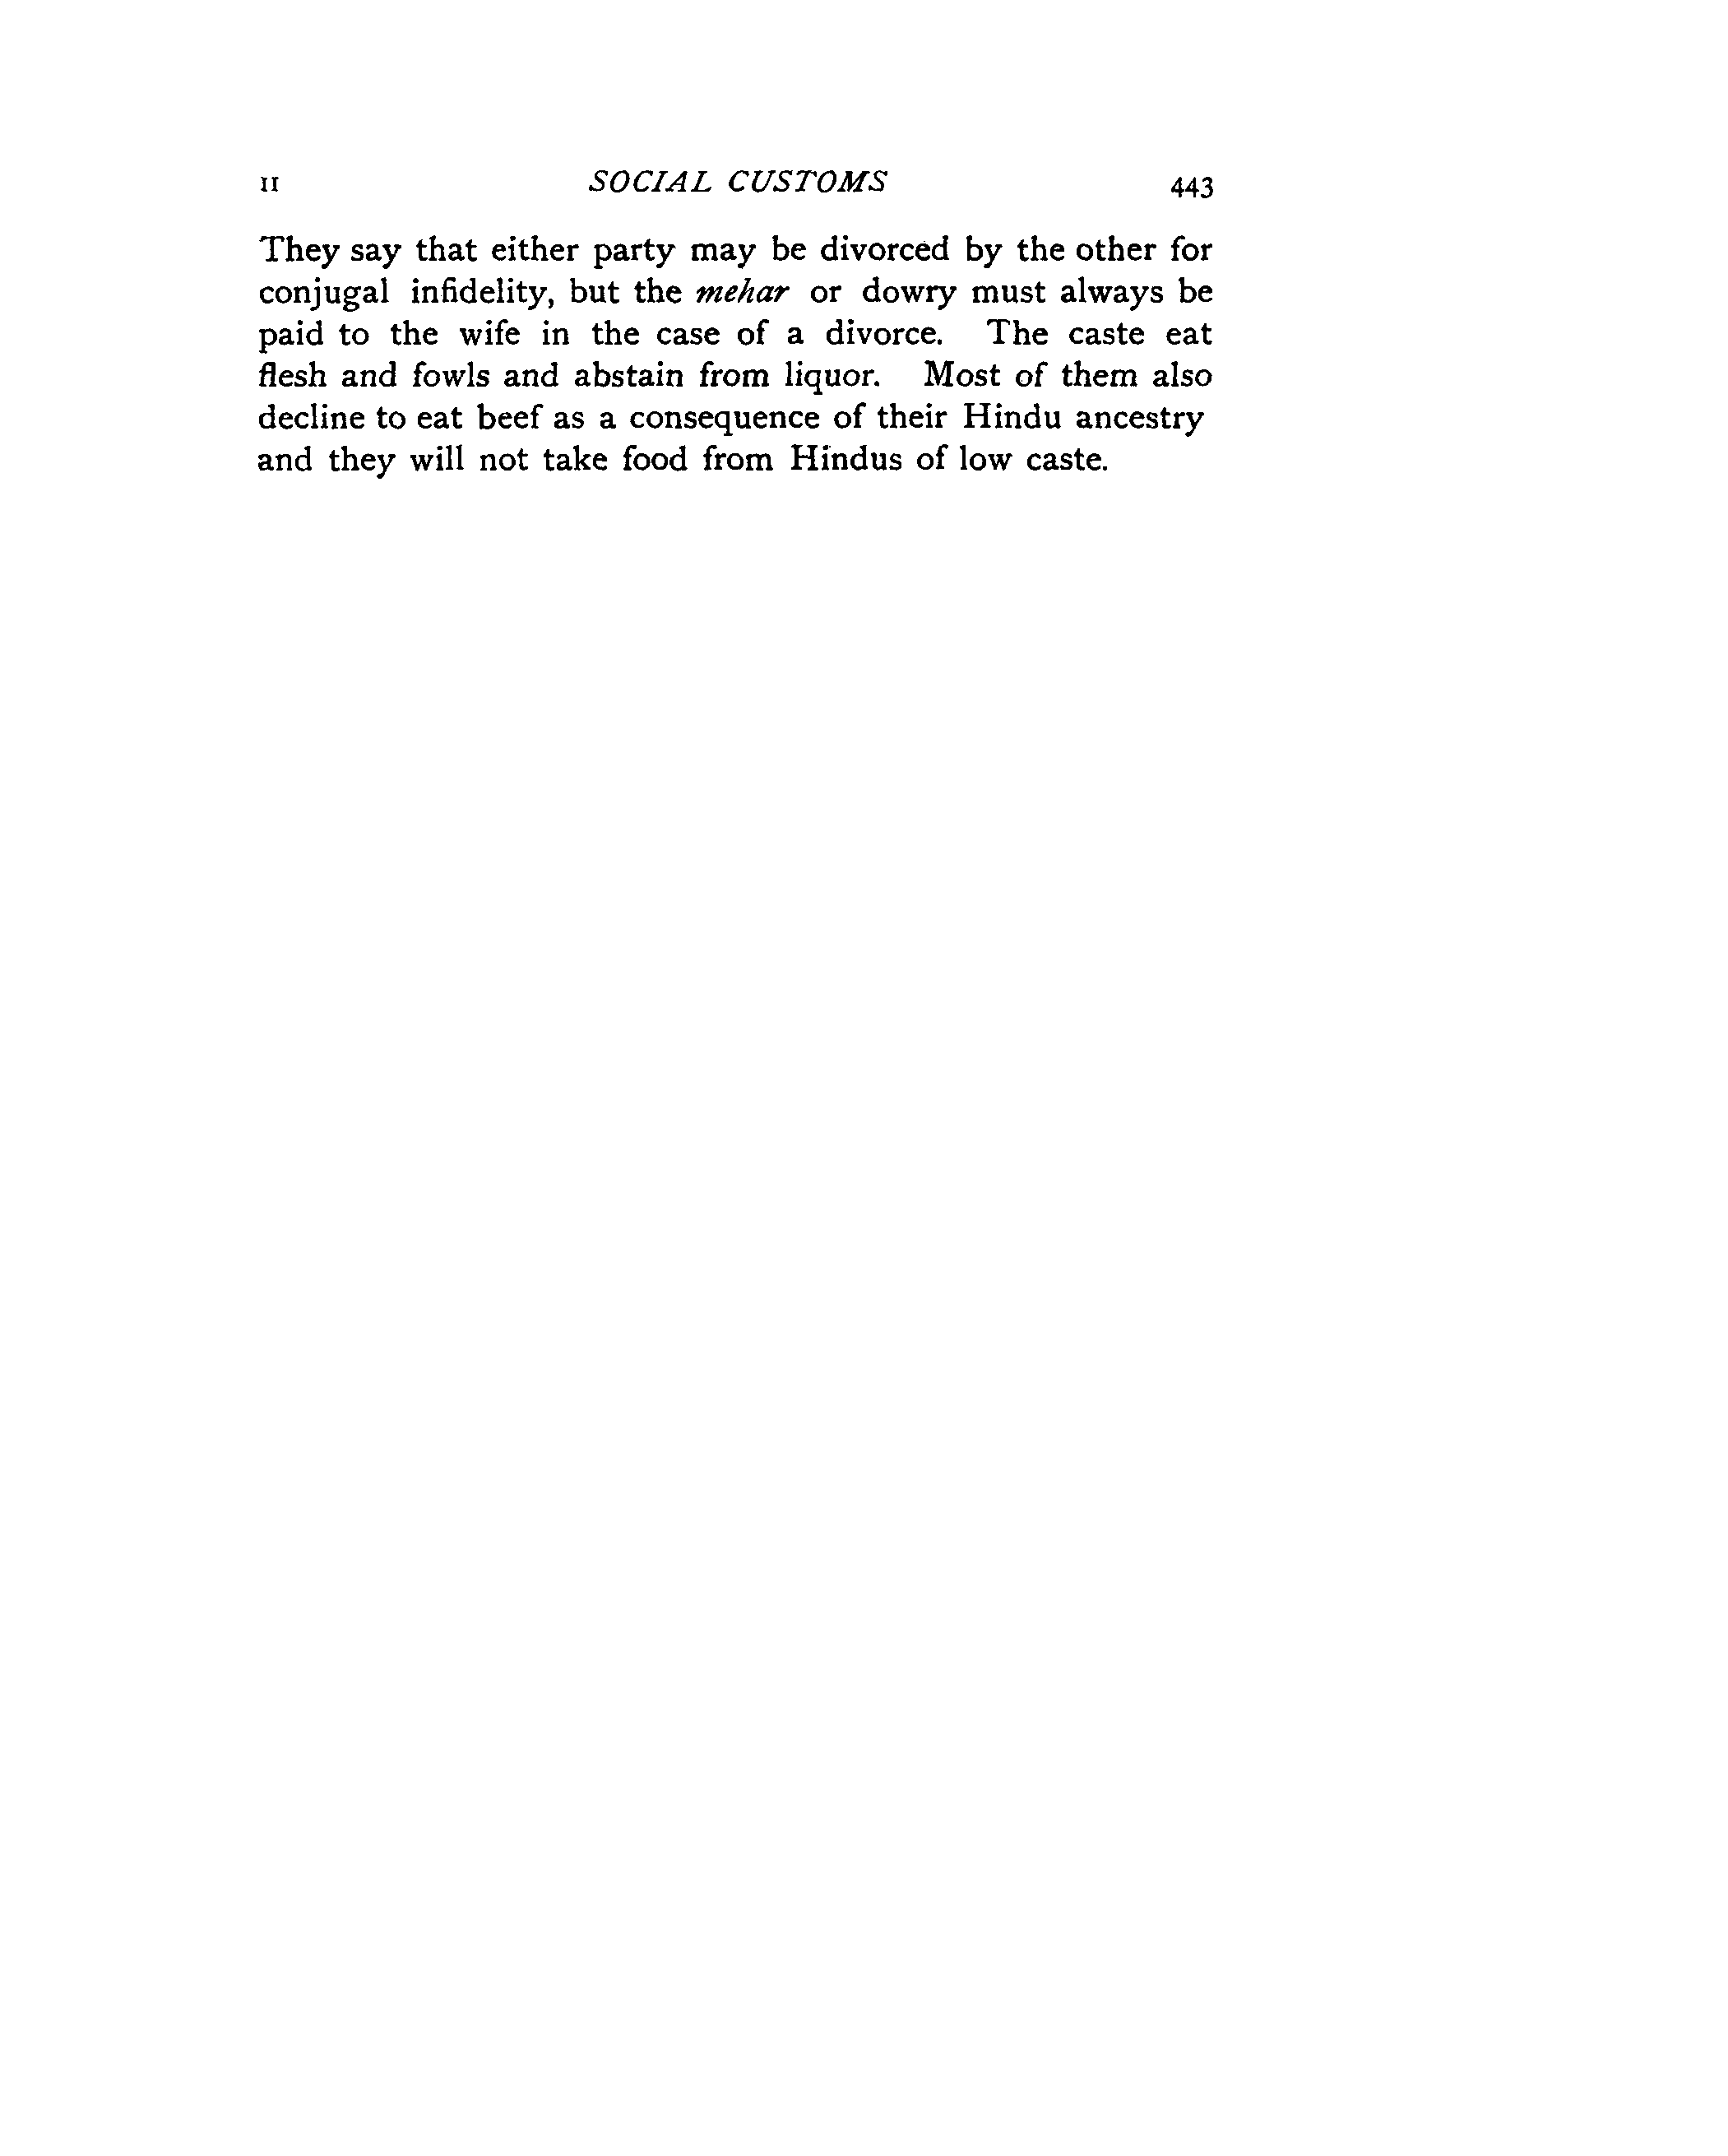 II SOCIAL CUSTOMS 443
They say that either party may be divorced by the other for
conjugal infidelity, but the mehar or dowry must always be
paid to the wife in the case of a divorce. The caste eat
flesh and fowls and abstain from liquor. Most of them also
decline to eat beef as a consequence of their Hindu ancestry
and they will not take food from Hindus of low caste.